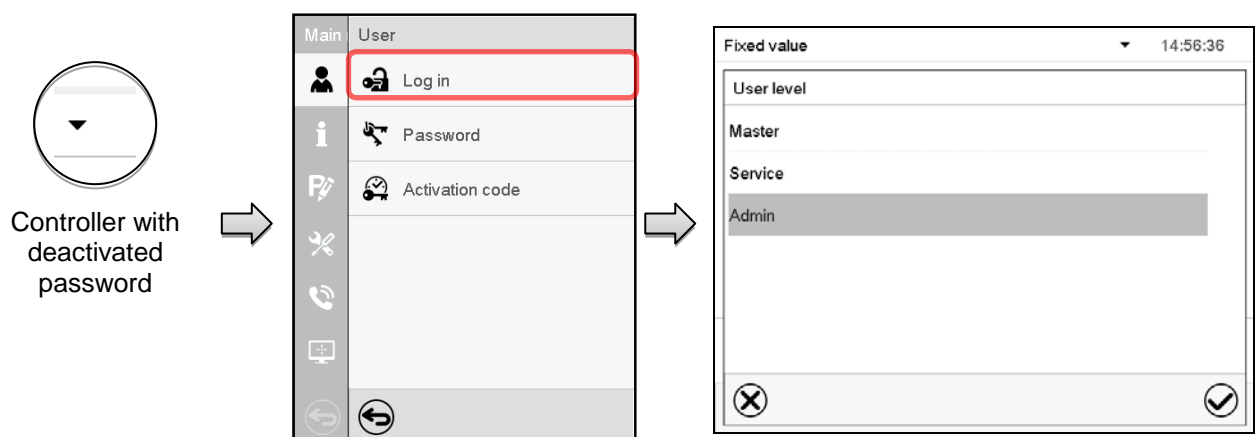 Controller with
deactivated
password
Main
User
Log in
Password
Activation code
Fixed value
14:56:36
User level
Master
Service
Admin